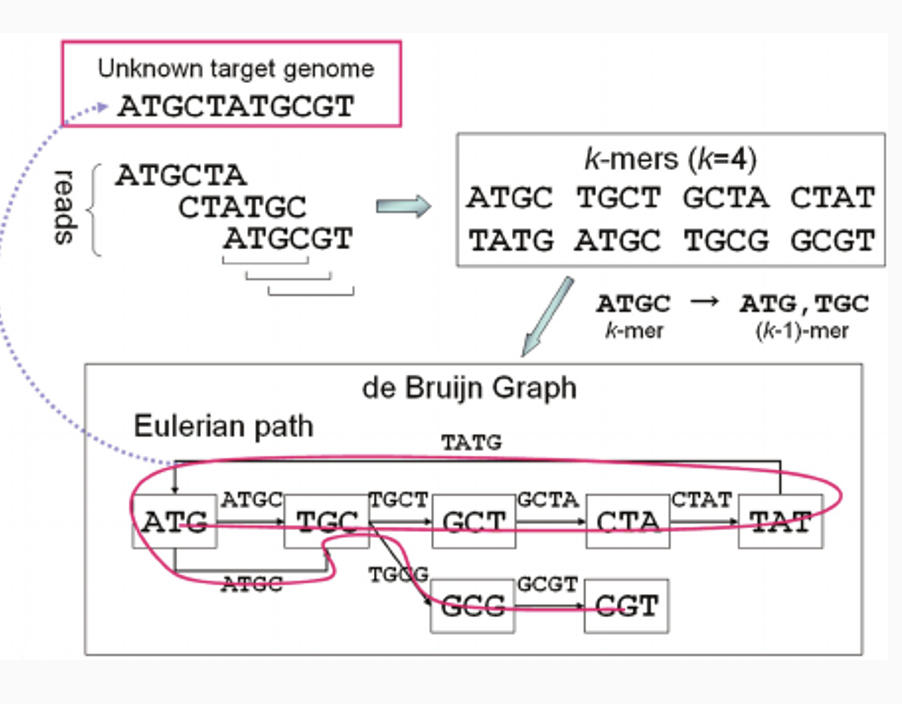 Unknown target genome
ATGCTATGCGT
reads
ATGCTA
CTATGC
ATGCGT
k-mers (k=4)
ATGC TGCT GCTA CTAT
TATG ATGC TGCG GCGT
ATGC → ATG,TGC
k-mer (k-1)-mer
de Bruijn Graph
Eulerian path
TATG
ATGC TGCT GCTA CTAT
ATG TGC GCT CTA TAT
ATGC TGCG GCGT
GCG CGT